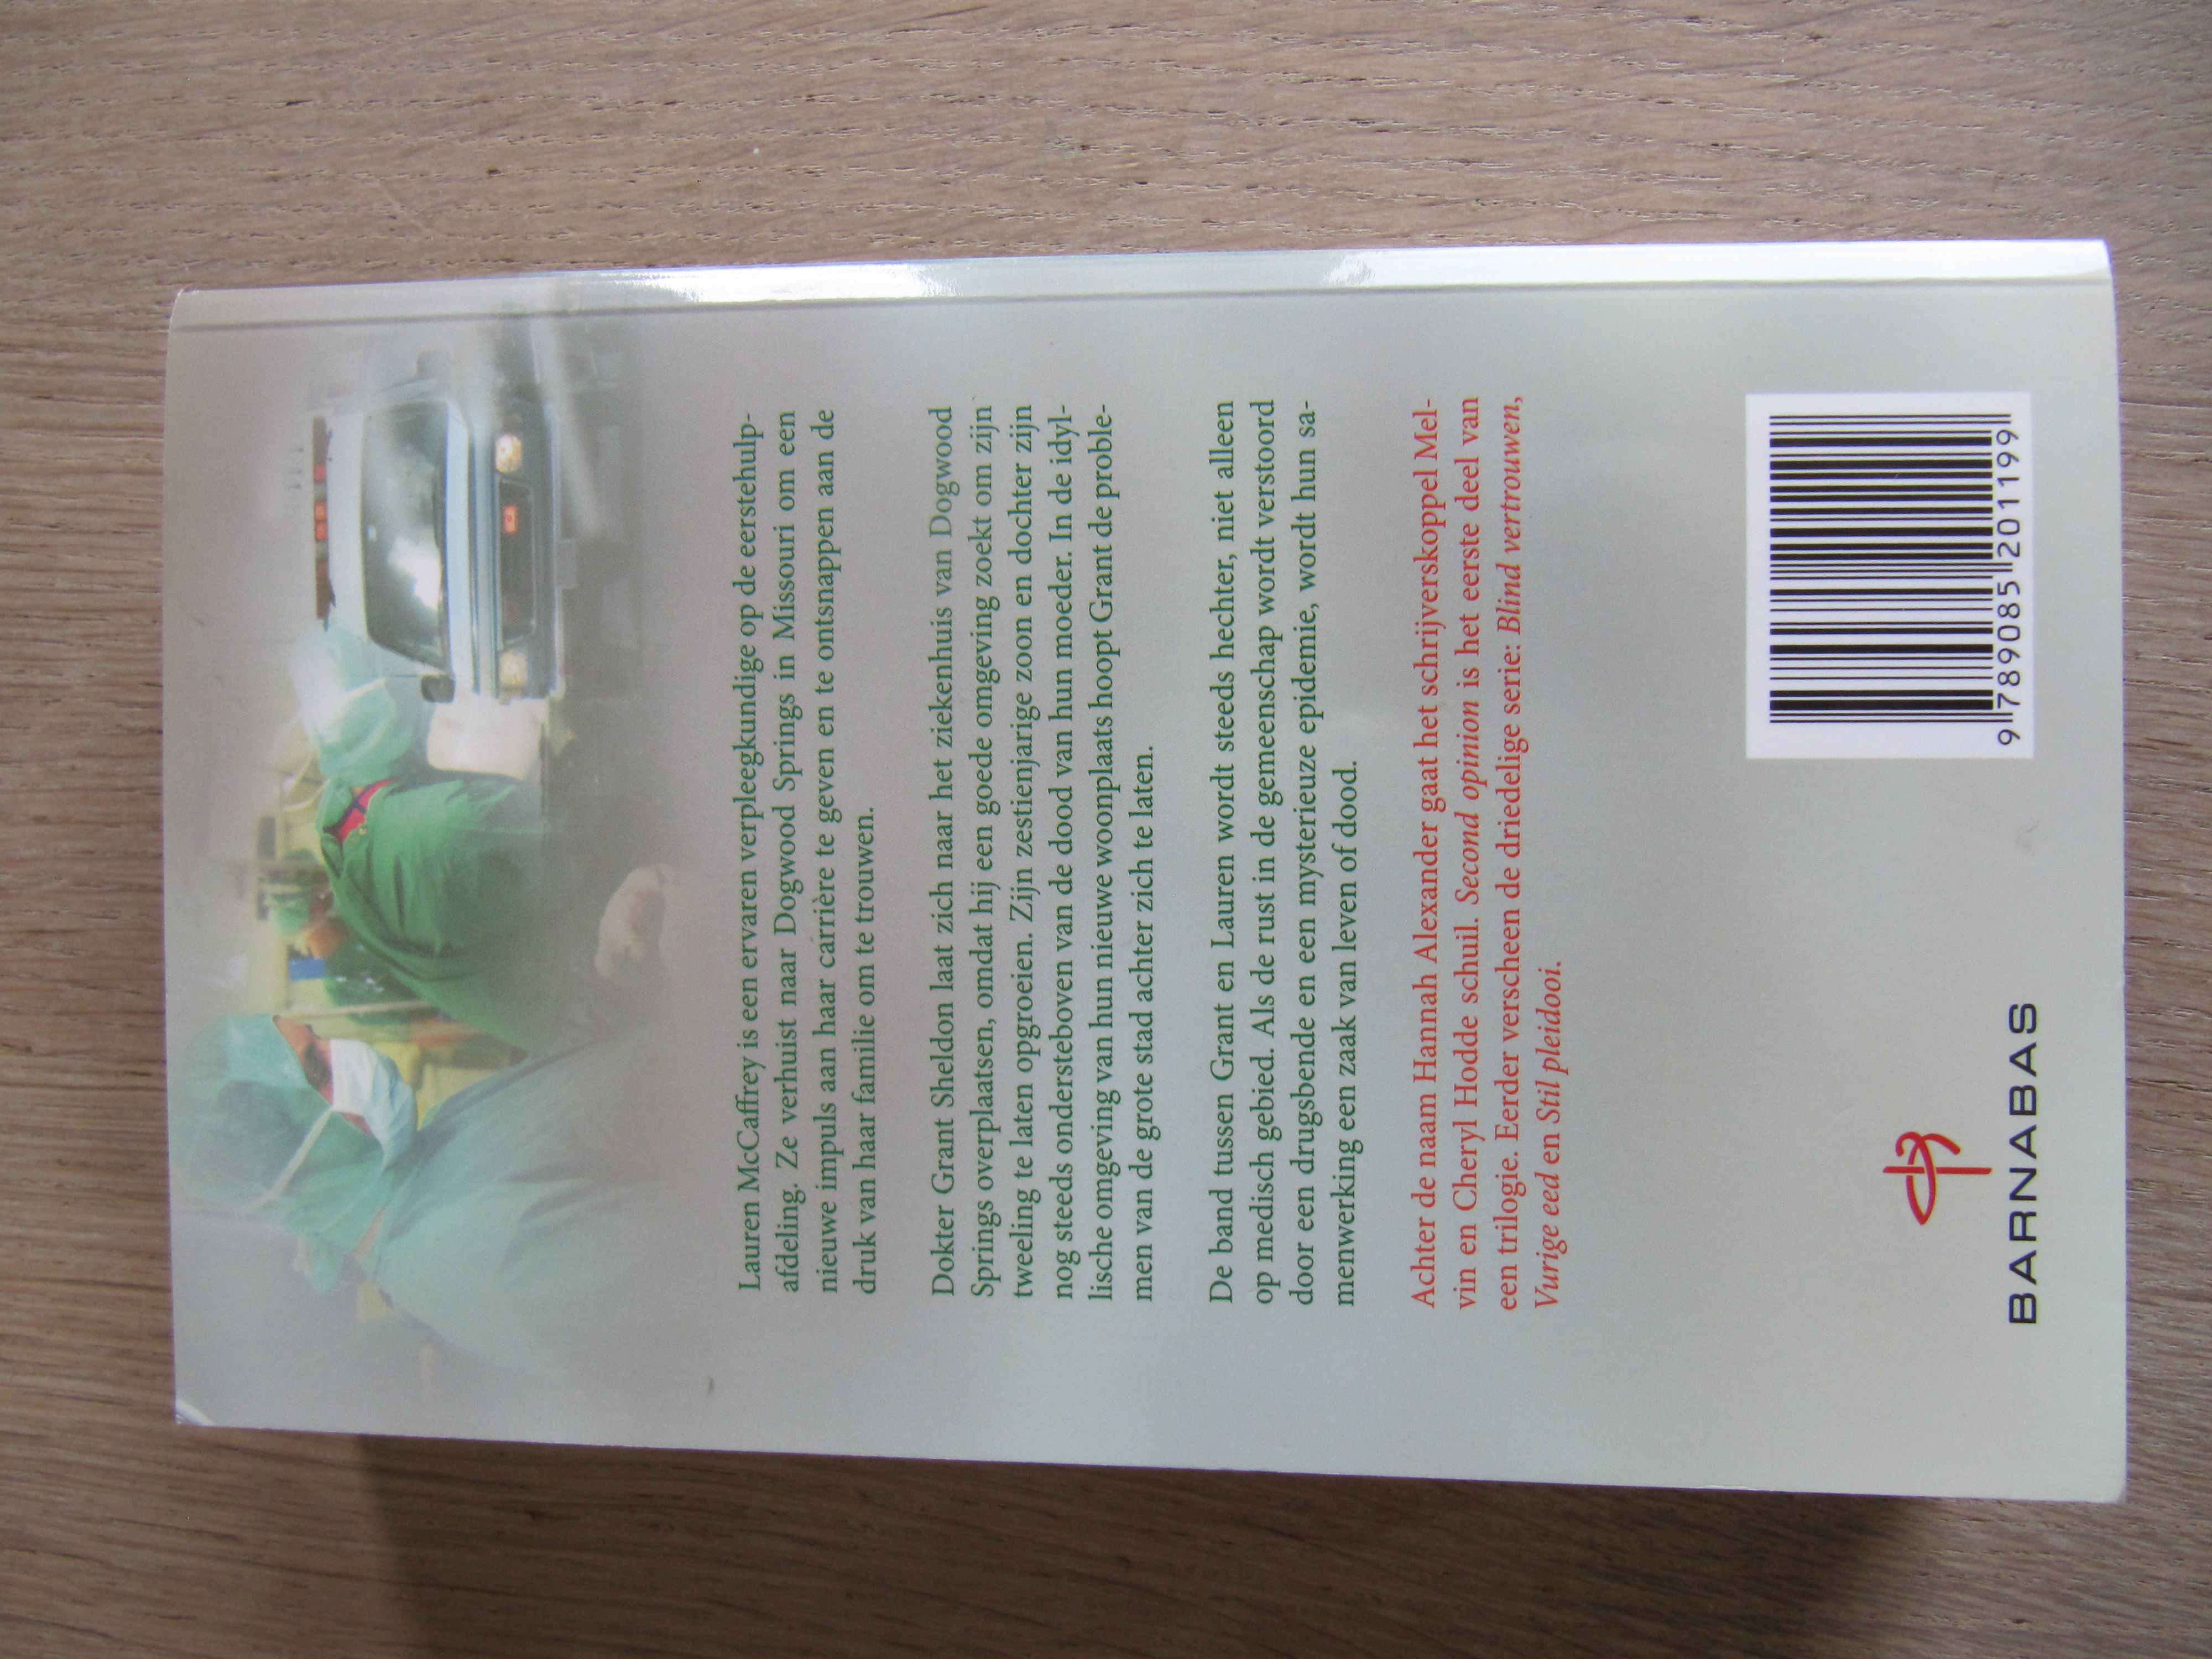 Lauren McCaffrey is een ervaren verpleegkundige op de eerstehulp-
afdeling. Ze verhuist naar Dogwood Springs in Missouri om een
nieuwe impuls aan haar carrière te geven en te ontsnappen aan de
druk van haar familie om te trouwen.
Dokter Grant Sheldon laat zich naar het ziekenhuis van Dogwood
Springs overplaatsen, omdat hij een goede omgeving zoekt om zijn
tweeling te laten opgroeien. Zijn zestienjarige zoon en dochter zijn
nog steeds ondersteboven van de dood van hun moeder. In de idyl-
lische omgeving van hun nieuwe woonplaats hoopt Grant de proble-
men van de grote stad achter zich te laten.
De band tussen Grant en Lauren wordt steeds hechter, niet alleen
op medisch gebied. Als de rust in de gemeenschap wordt verstoord
door een drugsbende en een mysterieuze epidemie, wordt hun sa-
menwerking een zaak van leven of dood.
Achter de naam Hannah Alexander gaat het schrijverskoppel Mel-
vin en Cheryl Hodde schuil. Second opinion is het eerste deel van
een trilogie. Eerder verscheen de driedelige serie: Blind vertrouwen,
Vurige eed en Stil pleidooi.
BARNABAS
9 789085 201199